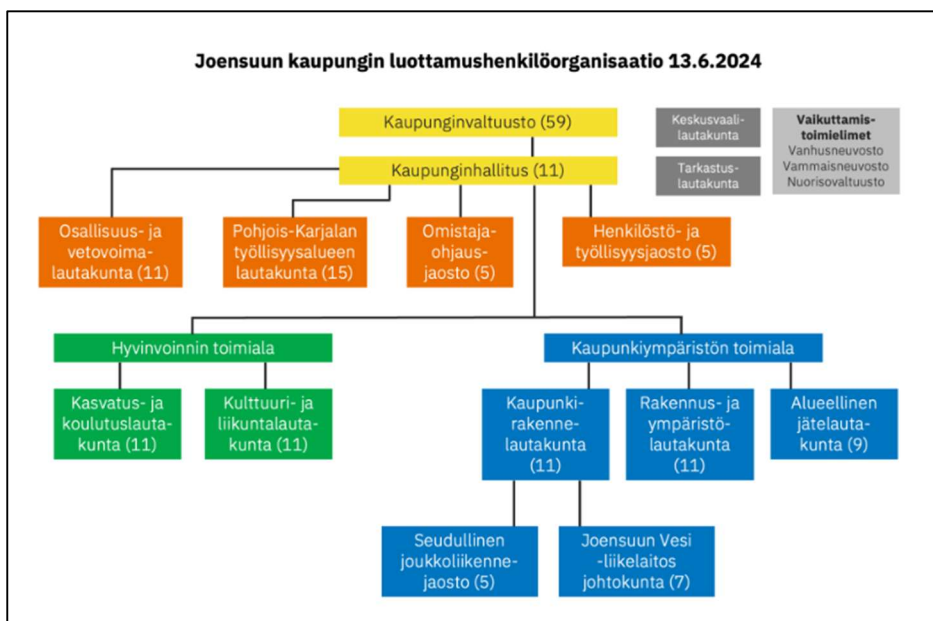 Joensuun kaupungin luottamushenkilöorganisaatio 13.6.2024
Kaupunginvaltuusto (59)
Kaupunginhallitus (11)
Keskusvaali-
lautakunta
Tarkastus-
lautakunta
Vaikuttamis-
toimielimet
Vanhusneuvosto
Vammaisneuvosto
Nuorisovaltuusto
Osallisuus- ja
vetovoima-
lautakunta (11)
Pohjois-Karjalan
työllisyysalueen
lautakunta (15)
Omistaja-
ohjaus-
jaosto (5)
Henkilöstö- ja
työllisyysjaosto (5)
Hyvinvoinnin toimiala
Kaupunkiympäristön toimiala
Kasvatus- ja
koulutuslauta-
kunta (11)
Kulttuuri- ja
liikuntalauta-
kunta (11)
Kaupunki-
rakenne-
lautakunta
(11)
Rakennus- ja
ympäristö-
lautakunta
(11)
Alueellinen
jätelauta-
kunta (9)
Seudullinen
joukkoliikenne-
jaosto (5)
Joensuun Vesi
-liikelaitos
johtokunta (7)